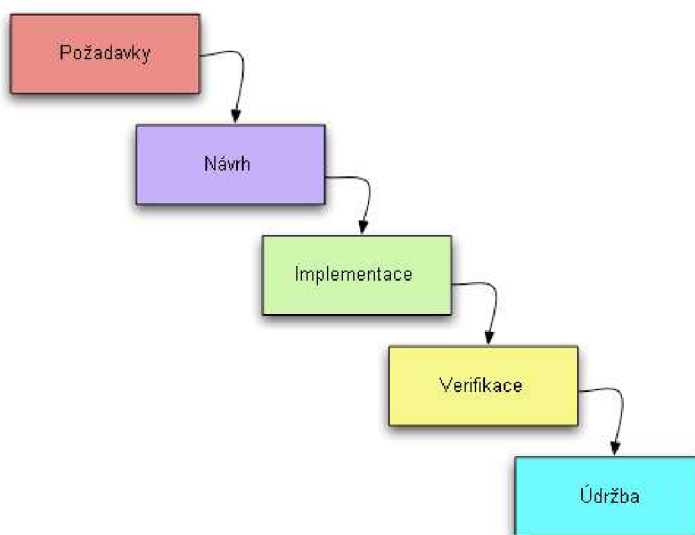 Požadavky
Návrh
Implementace
Verifikace
Údržba